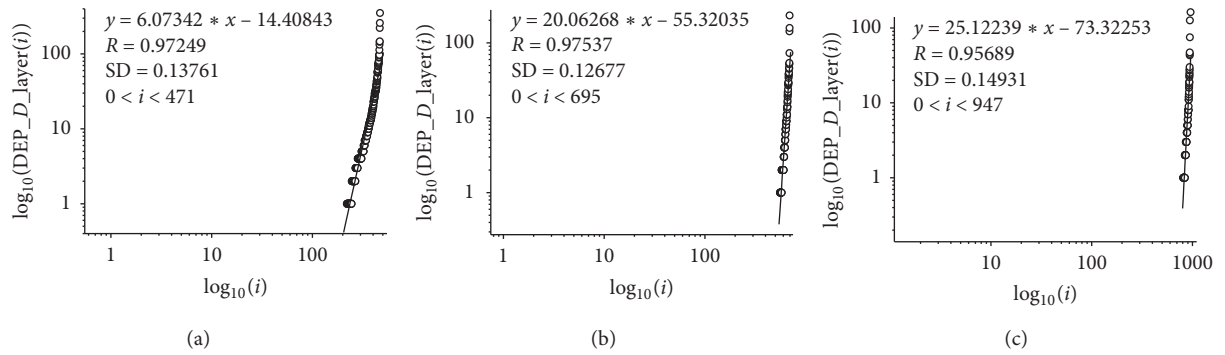 y = 6.07342 * x – 14.40843
R = 0.97249
SD = 0.13761
0 < i < 471
100
10
1
log10(DEP_D_layer(i))
1 10 100
log10(i)
(a)
y = 20.06268 * x – 55.32035
R = 0.97537
SD = 0.12677
0 < i < 695
100
10
1
log10(DEP_D_layer(i))
1 10 100
log10(i)
(b)
y = 25.12239 * x – 73.32253
R = 0.95689
SD = 0.14931
0 < i < 947
100
10
1
log10(DEP_D_layer(i))
10 100 1000
log10(i)
(c)